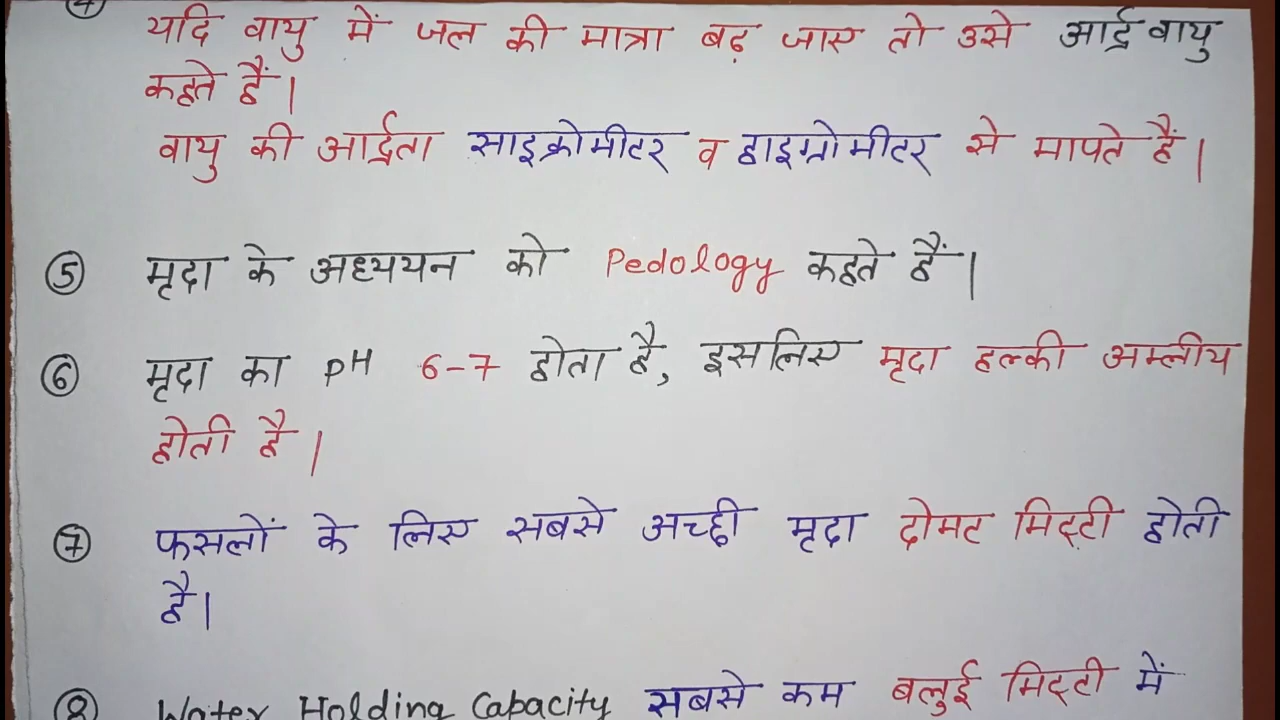 ④
यदि वायु में जल की मात्रा बढ़ जाए तो उसे आर्द्र वायु
कहते हैं।
वायु की आर्द्रता साइक्रोमीटर व हाइग्रोमीटर से मापते हैं।
⑤ मृदा के अध्ययन को Pedology कहते हैं।
⑥ मृदा का pH 6-7 होता है, इसलिए मृदा हल्की अम्लीय
होती है।
⑦ फसलों के लिए सबसे अच्छी मृदा दोमट मिट्टी होती
है।
⑧ Water Holding Capacity सबसे कम बलुई मिट्टी में